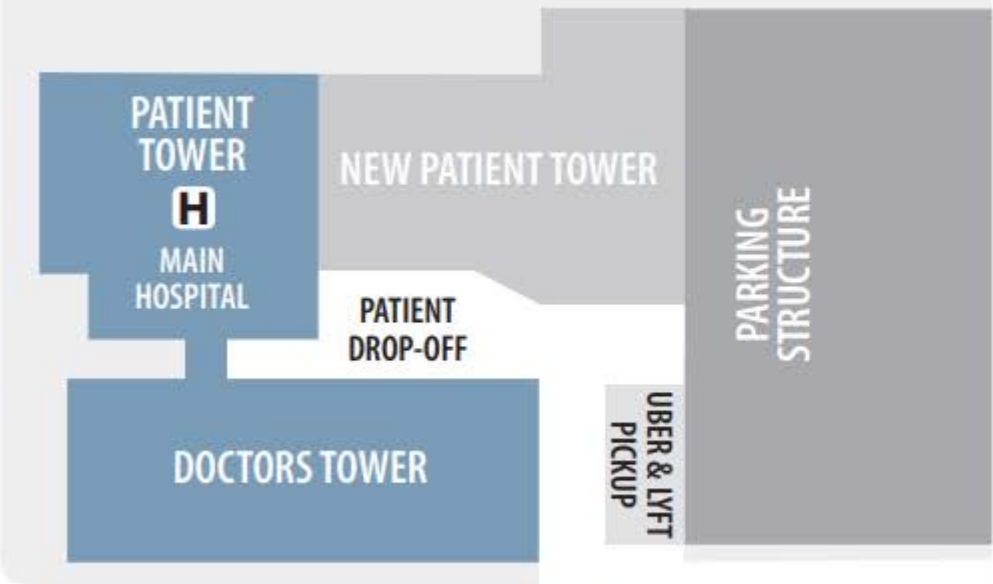 PATIENT
TOWER
H
MAIN
HOSPITAL
NEW PATIENT TOWER
PARKING
STRUCTURE
PATIENT
DROP-OFF
UBER & LYFT
PICKUP
DOCTORS TOWER